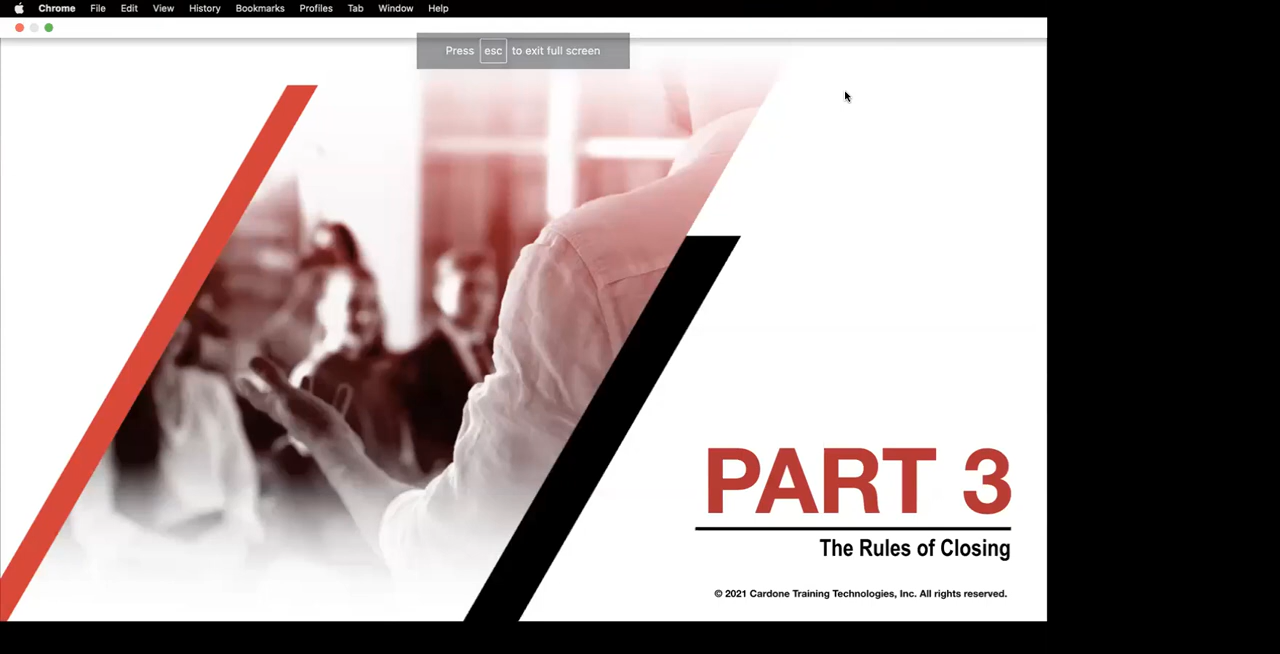 Chrome File Edit View History Bookmarks Profiles Tab Window Help
Press esc to exit full screen
PART 3
The Rules of Closing
© 2021 Cardone Training Technologies, Inc. All rights reserved.